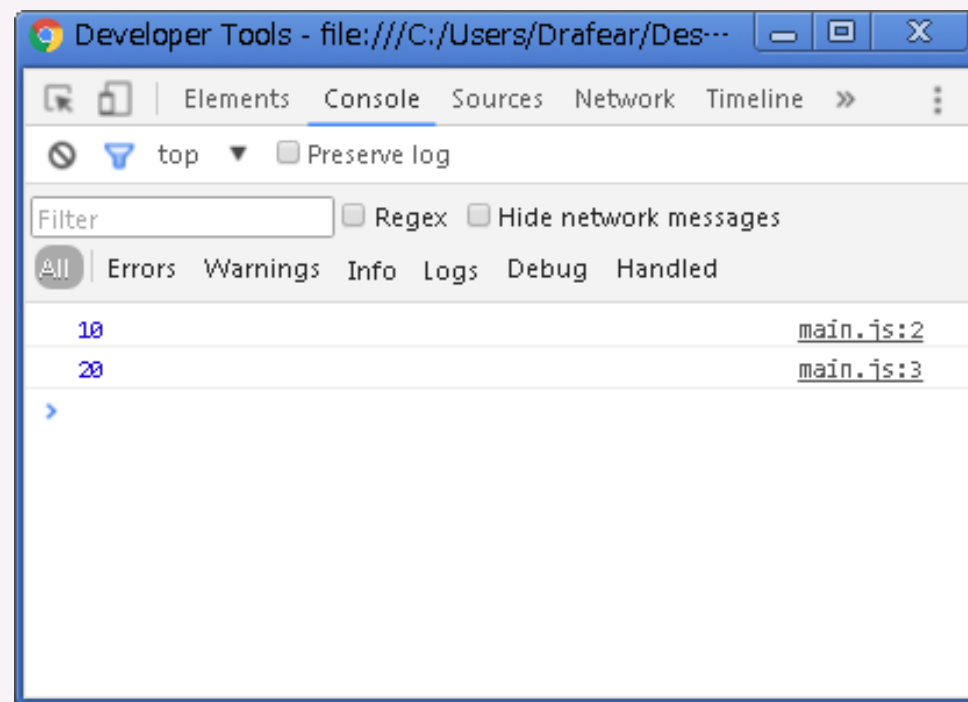 Developer Tools - file:///C:/Users/Drafear/Des···
Elements Console Sources Network Timeline »
top ▼ Preserve log
Filter Regex Hide network messages
All Errors Warnings Info Logs Debug Handled
10 main.js:2
20 main.js:3
>